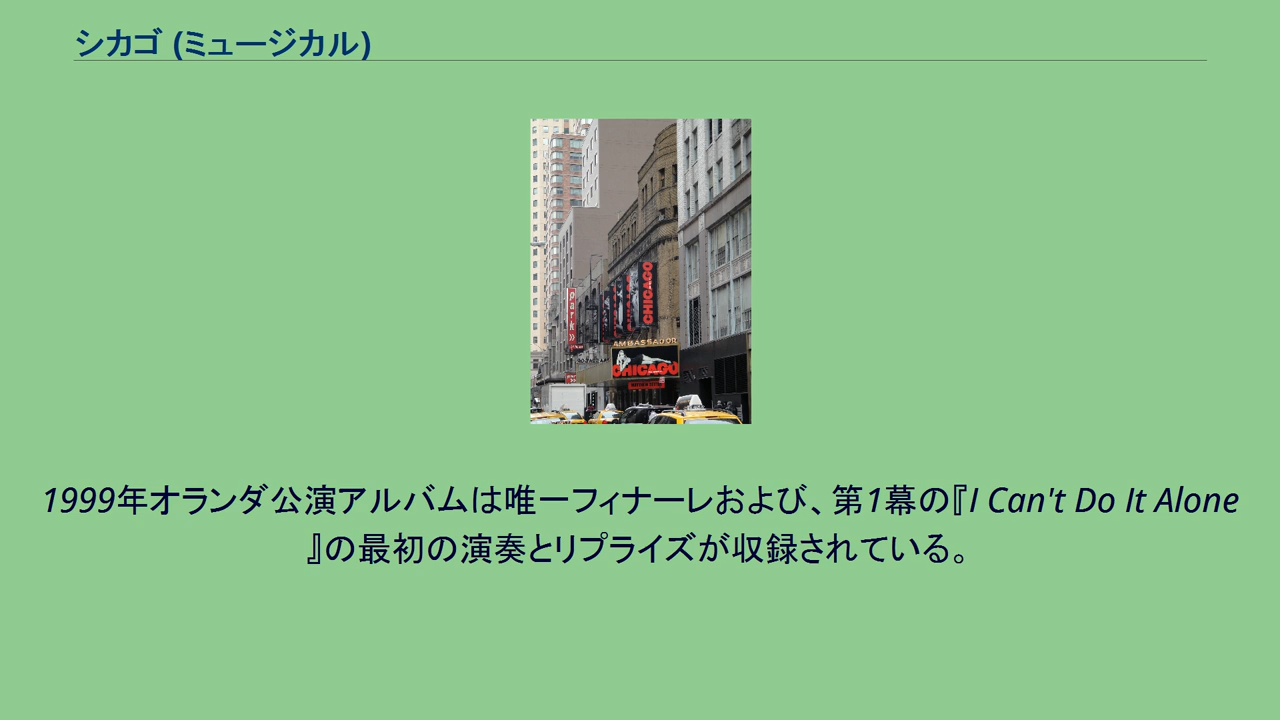 シカゴ (ミュージカル)
park
CHICAGO
AMBASSADOR
CHICAGO
1999年オランダ公演アルバムは唯一フィナーレおよび、第1幕の『I Can't Do It Alone
』の最初の演奏とリプライズが収録されている。